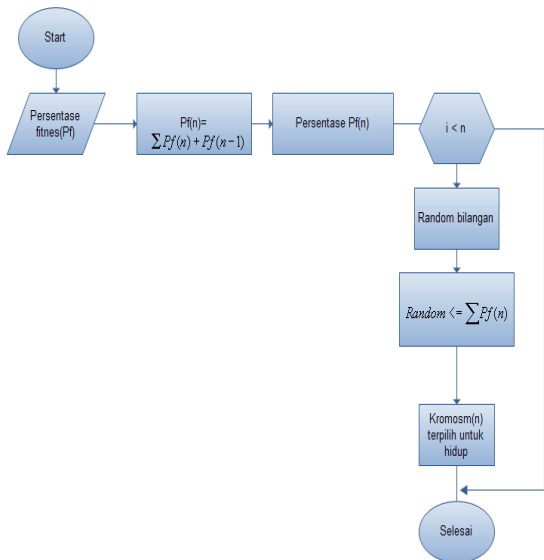 Start
Persentase
fitnes(Pf)
Pf(n)=
∑Pf(n) + Pf(n−1)
Persentase Pf(n)
i < n
Random bilangan
Random <= ∑Pf(n)
Kromosm(n)
terpilih untuk
hidup
Selesai